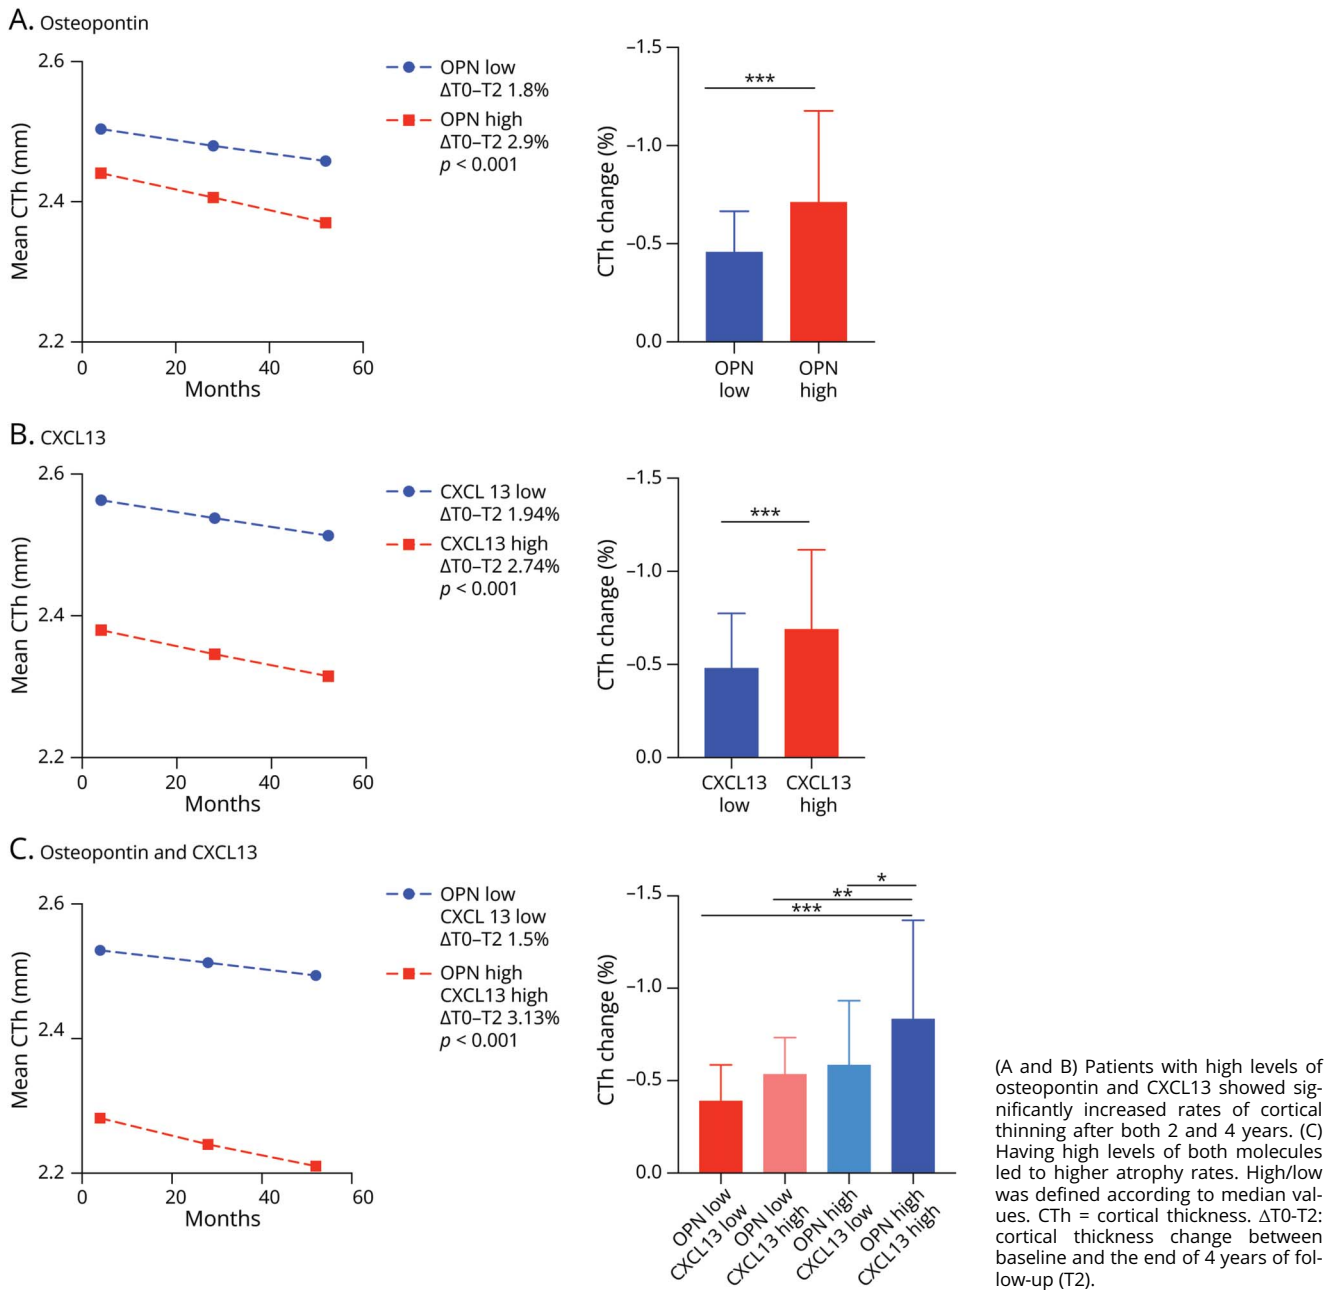 A. Osteopontin
2.6
2.4
2.2
0
20
40
60
Mean CTh (mm)
Months
OPN low
ΔT0–T2 1.8%
OPN high
ΔT0–T2 2.9%
p < 0.001
–1.5
–1.0
–0.5
0.0
CTh change (%)
***
OPN
low
OPN
high
B. CXCL13
2.6
2.4
2.2
0
20
40
60
Mean CTh (mm)
Months
CXCL 13 low
ΔT0–T2 1.94%
CXCL13 high
ΔT0–T2 2.74%
p < 0.001
–1.5
–1.0
–0.5
0.0
CTh change (%)
***
CXCL13
low
CXCL13
high
C. Osteopontin and CXCL13
2.6
2.4
2.2
0
20
40
60
Mean CTh (mm)
Months
OPN low
CXCL 13 low
ΔT0–T2 1.5%
OPN high
CXCL13 high
ΔT0–T2 3.13%
p < 0.001
–1.5
–1.0
–0.5
0.0
CTh change (%)
*
**
***
OPN low
CXCL13 low
OPN low
CXCL13 high
OPN high
CXCL13 low
OPN high
CXCL13 high
(A and B) Patients with high levels of
osteopontin and CXCL13 showed sig-
nificantly increased rates of cortical
thinning after both 2 and 4 years. (C)
Having high levels of both molecules
led to higher atrophy rates. High/low
was defined according to median val-
ues. CTh = cortical thickness. ΔT0-T2:
cortical thickness change between
baseline and the end of 4 years of fol-
low-up (T2).